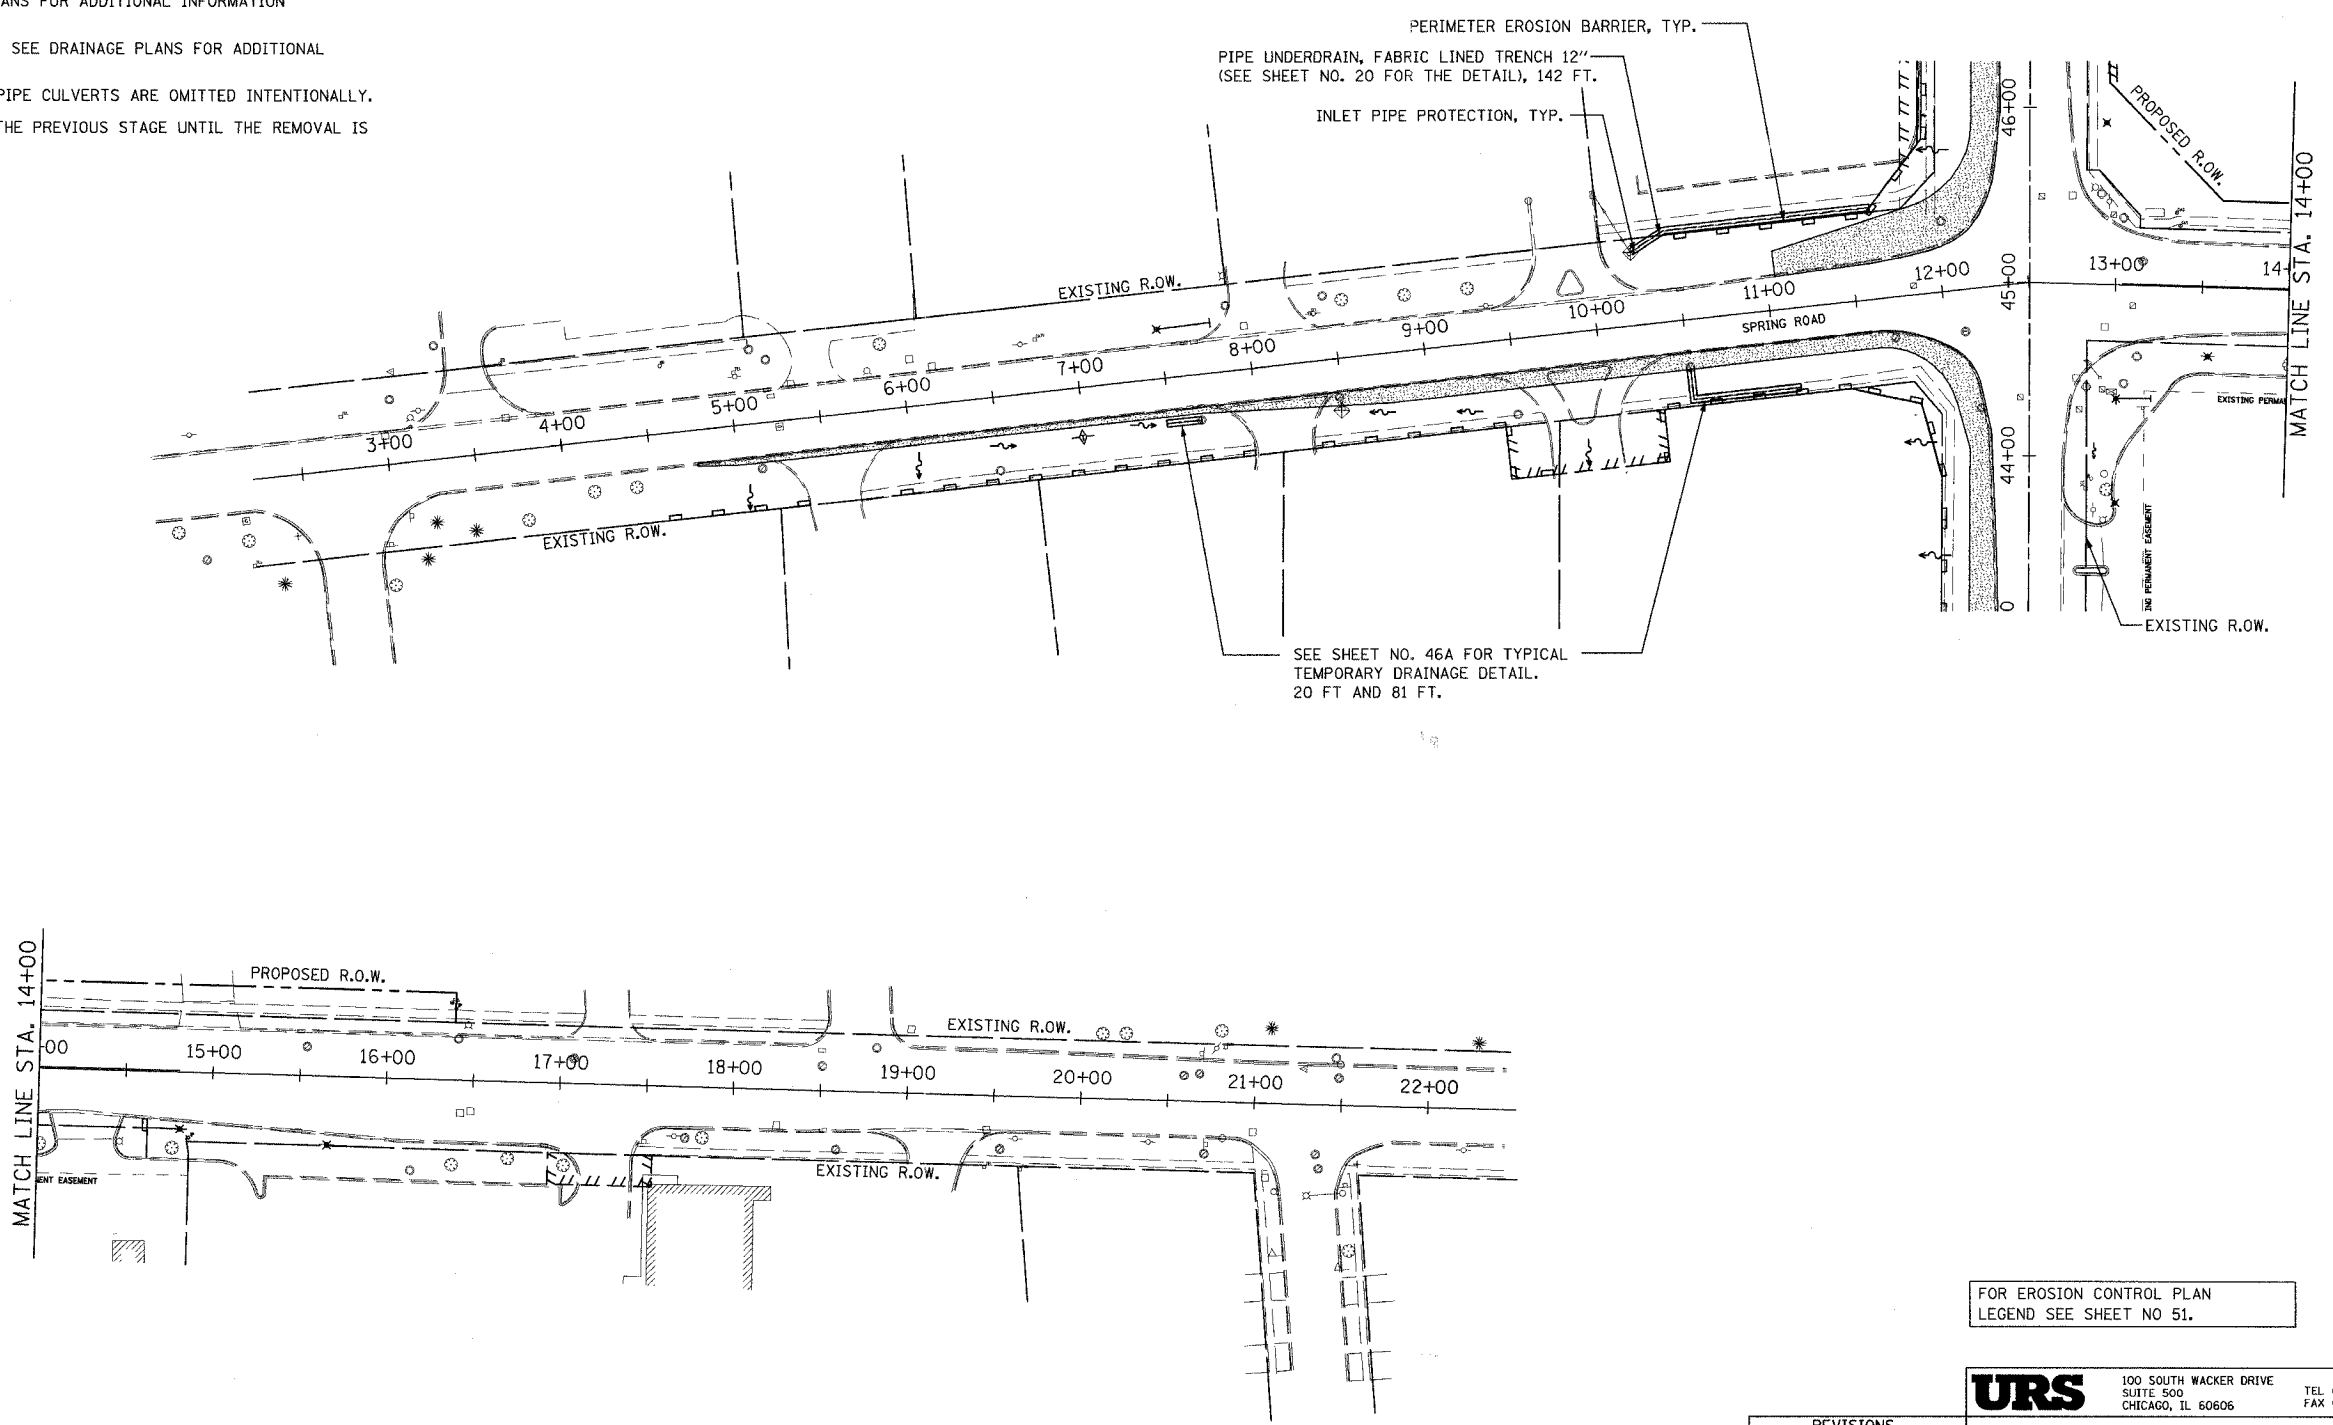 FOR ADDITIONAL INFORMATION
SEE DRAINAGE PLANS FOR ADDITIONAL
PIPE CULVERTS ARE OMITTED INTENTIONALLY.
THE PREVIOUS STAGE UNTIL THE REMOVAL IS
PERIMETER EROSION BARRIER, TYP.
PIPE UNDERDRAIN, FABRIC LINED TRENCH 12"
(SEE SHEET NO. 20 FOR THE DETAIL), 142 FT.
INLET PIPE PROTECTION, TYP.
PROPOSED R.O.W.
46+00
MATCH LINE STA. 14+00
EXISTING R.O.W.
3+00
4+00
5+00
6+00
7+00
8+00
9+00
10+00
11+00
12+00
13+00
14+
45+00
44+00
0
SPRING ROAD
EXISTING R.O.W.
EXISTING
PERMANENT EASEMENT
EXISTING R.O.W.
SEE SHEET NO. 46A FOR TYPICAL
TEMPORARY DRAINAGE DETAIL.
20 FT AND 81 FT.
MATCH LINE STA. 14+00
PROPOSED R.O.W.
EXISTING R.O.W.
+00
15+00
16+00
17+00
18+00
19+00
20+00
21+00
22+00
EXISTING R.O.W.
EASEMENT
FOR EROSION CONTROL PLAN
LEGEND SEE SHEET NO 51.
URS
100 SOUTH WACKER DRIVE
SUITE 500
CHICAGO, IL 60606
TEL
FAX
REVISIONS